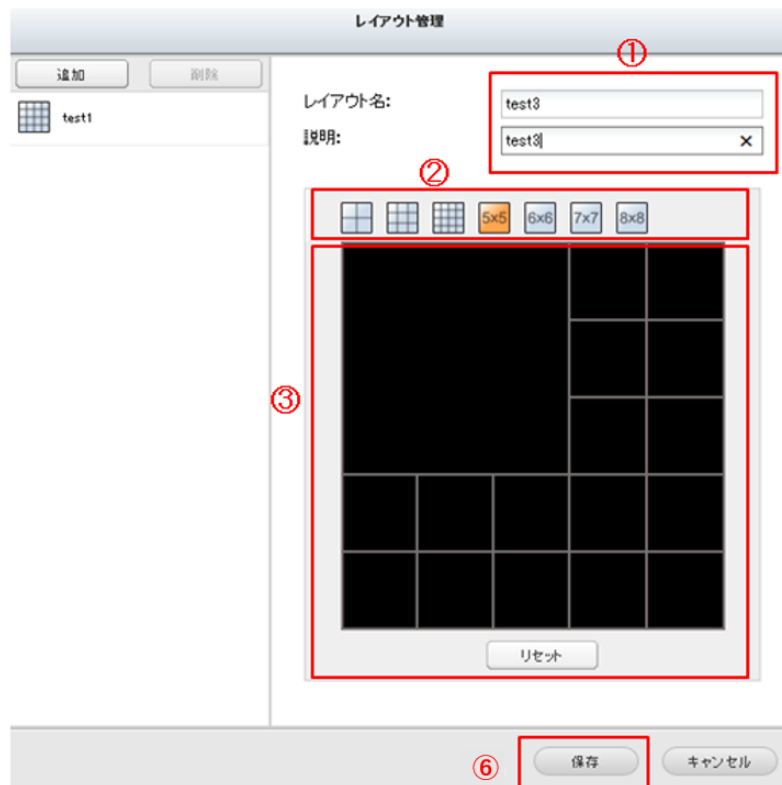 レイアウト管理
追加 削除
test1
①
レイアウト名: test3
説明: test3 ×
②
5x5 6x6 7x7 8x8
③
リセット
⑥ 保存 キャンセル